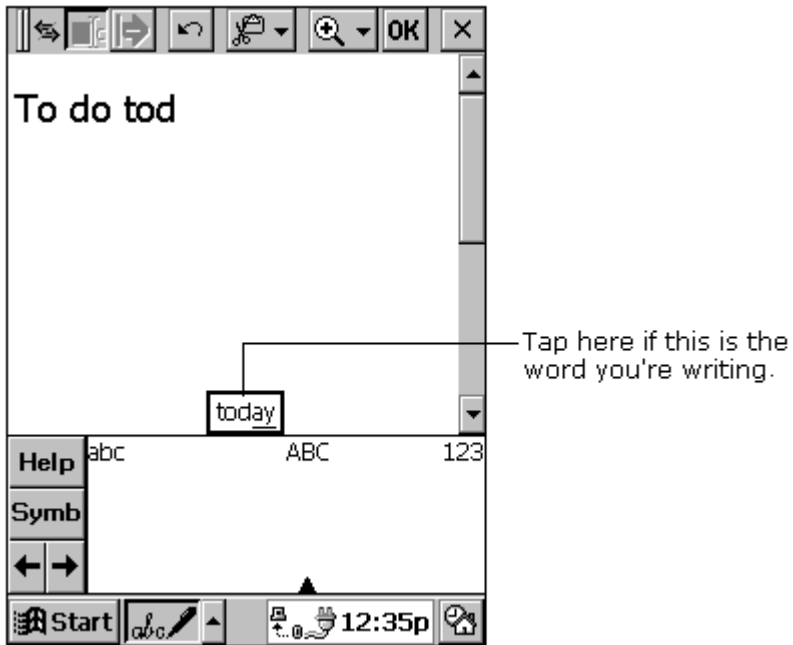 OK
To do tod
Tap here if this is the
word you're writing.
today
Help
abc ABC 123
Symb
Start abc 12:35p